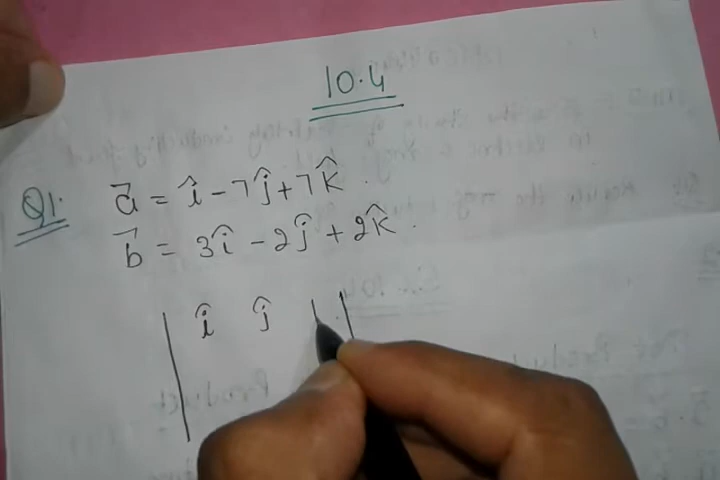 10.4
Q1. a⃗ = î - 7ĵ + 7k̂.
b⃗ = 3î - 2ĵ + 2k̂.
| î ĵ |